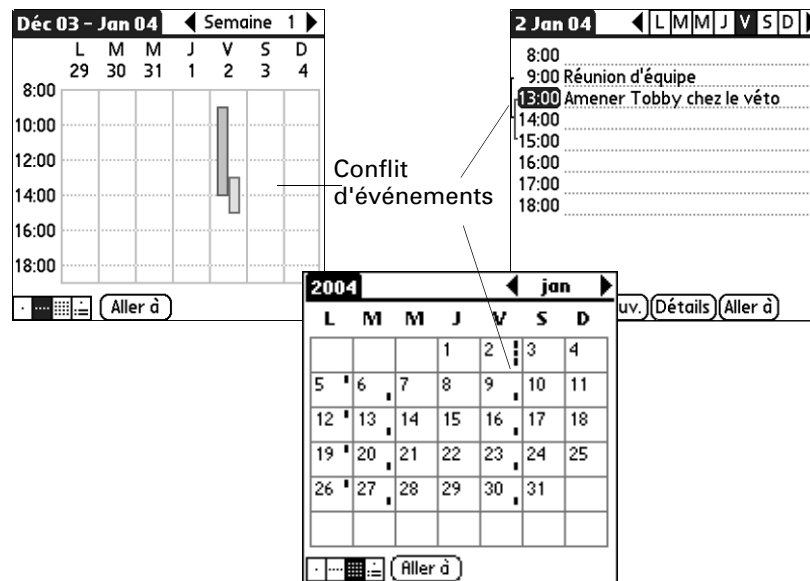 Déc 03 - Jan 04 Semaine 1
L M M J V S D
29 30 31 1 2 3 4
8:00
10:00
12:00
14:00
16:00
18:00
Aller à
Conflit
d'événements
2 Jan 04 L M M J V S D
8:00
9:00 Réunion d'équipe
13:00 Amener Tobby chez le véto
14:00
15:00
16:00
17:00
18:00
uv. Détails Aller à
2004 jan
L M M J V S D
1 2 3 4
5 6 7 8 9 10 11
12 13 14 15 16 17 18
19 20 21 22 23 24 25
26 27 28 29 30 31
Aller à